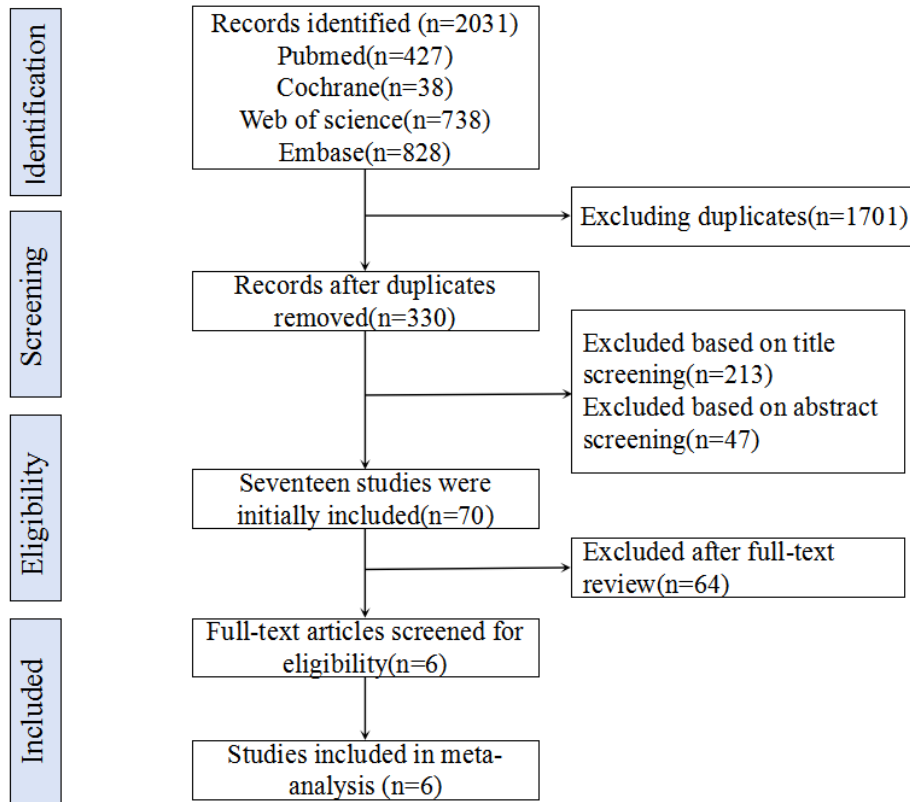 Identification
Records identified (n=2031)
Pubmed(n=427)
Cochrane(n=38)
Web of science(n=738)
Embase(n=828)
Excluding duplicates(n=1701)
Screening
Records after duplicates
removed(n=330)
Excluded based on title
screening(n=213)
Excluded based on abstract
screening(n=47)
Eligibility
Seventeen studies were
initially included(n=70)
Excluded after full-text
review(n=64)
Included
Full-text articles screened for
eligibility(n=6)
Studies included in meta-
analysis (n=6)